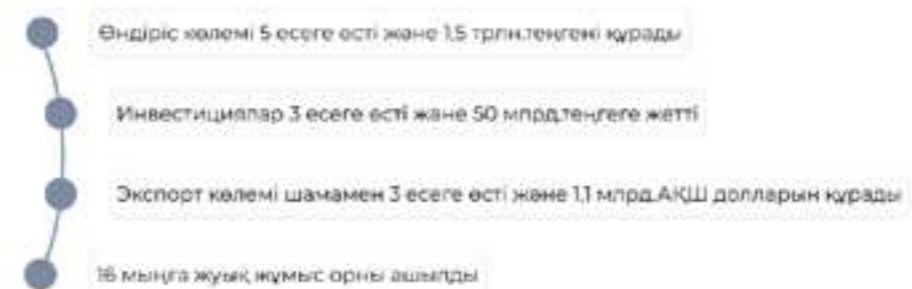 Өндіріс көлемі 5 есеге өсті және 1,5 трлн.теңгені құрады
Инвестициялар 3 есеге өсті және 50 млрд.теңгеге жетті
Экспорт көлемі шамамен 3 есеге өсті және 1,1 млрд.АҚШ долларын құрады
16 мыңға жуық жұмыс орны ашылды